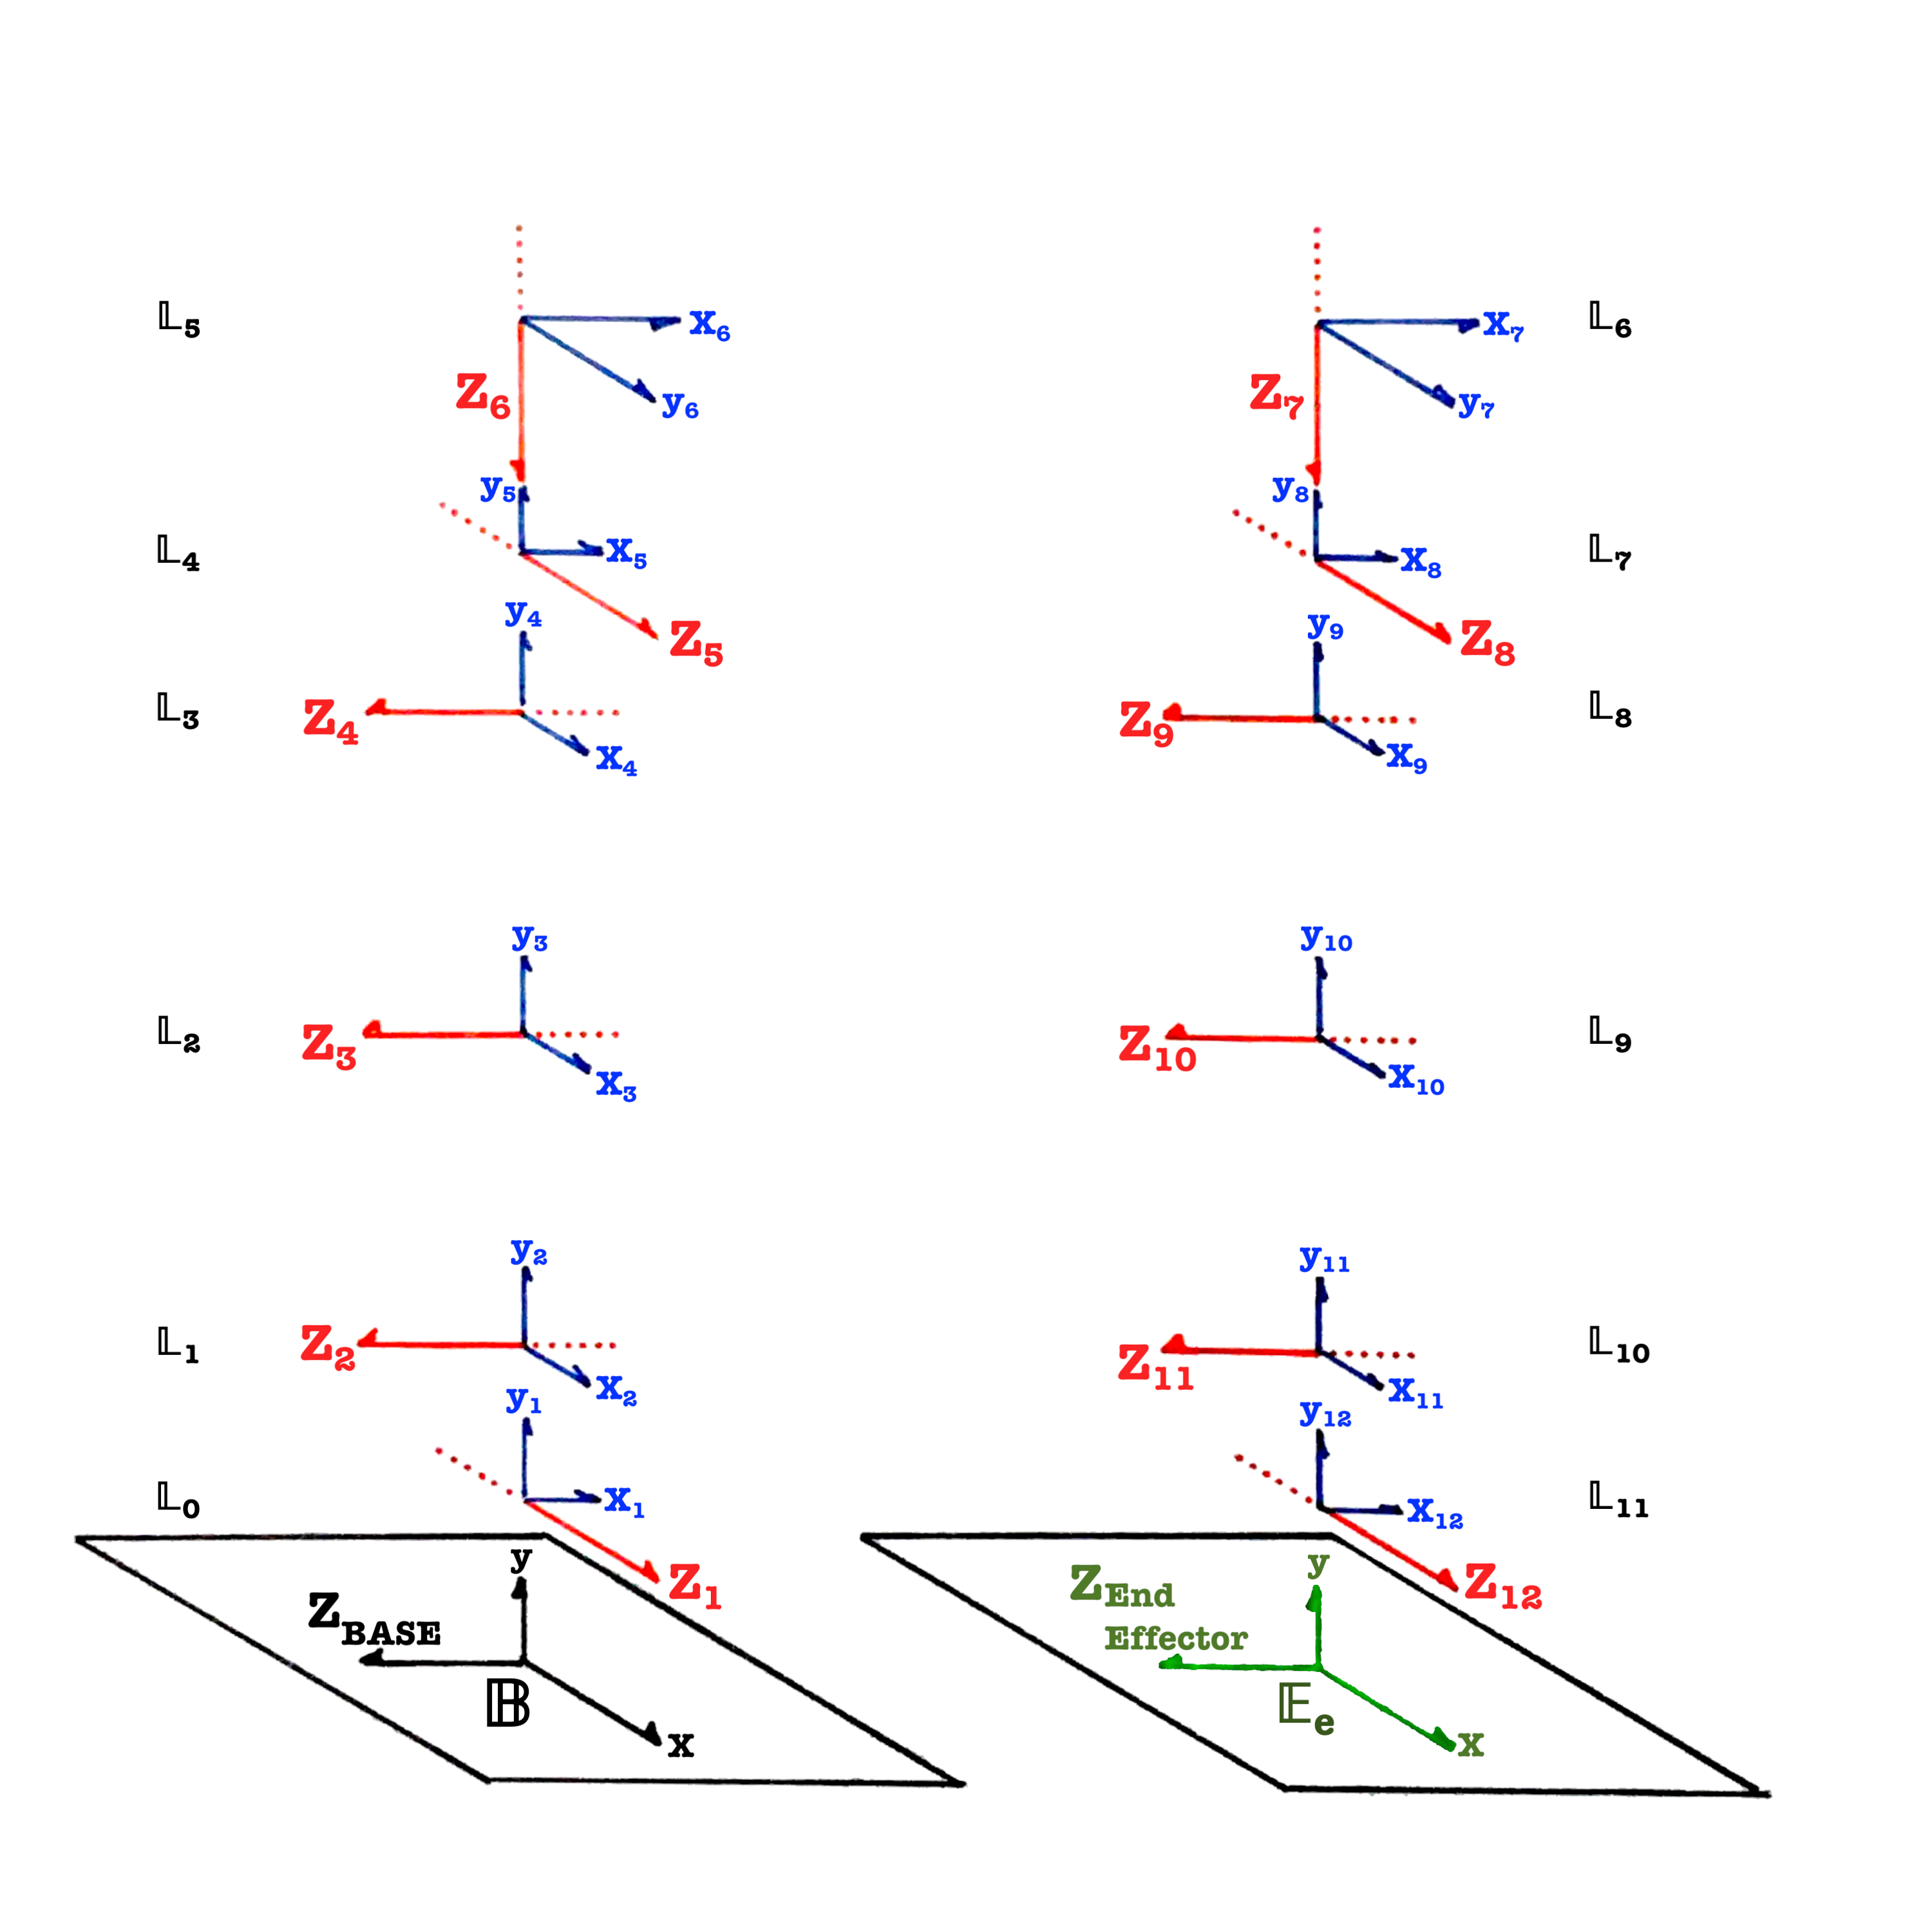 𝕃₅ x₆ x₇ 𝕃₆
Z₆ y₆ Z₇ y₇
y₅ y₈
𝕃₄ x₅ x₈ 𝕃₇
y₄ Z₅ y₉ Z₈
𝕃₃ Z₄ Z₉ 𝕃₈
x₄ x₉
y₃ y₁₀
𝕃₂ Z₃ Z₁₀ 𝕃₉
x₃ x₁₀
y₂ y₁₁
𝕃₁ Z₂ Z₁₁ 𝕃₁₀
x₂ x₁₁
y₁ y₁₂
𝕃₀ x₁ x₁₂ 𝕃₁₁
y Z₁ y Z₁₂
Z BASE Z End
Effector
𝔹 𝔼e
x x